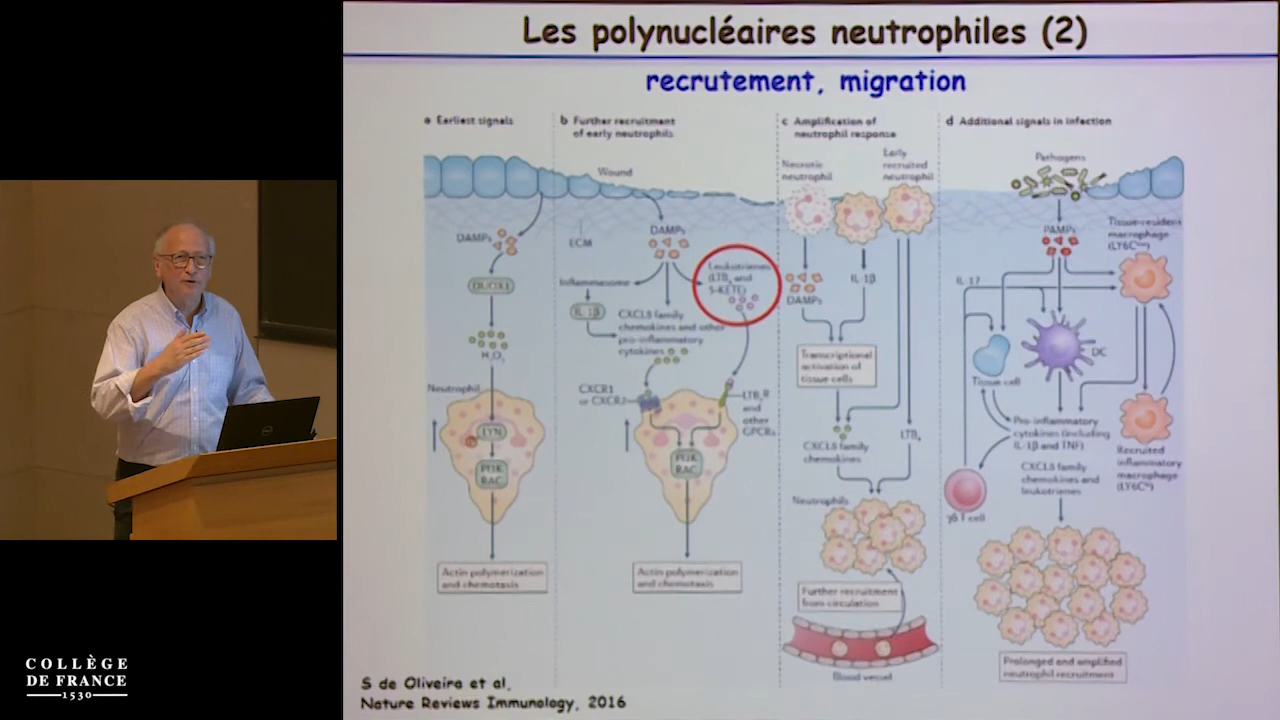 Les polynucléaires neutrophiles (2)
recrutement, migration
a Earliest signals
b Further recruitment
of early neutrophils
c Amplification of
neutrophil response
d Additional signals in infection
Wound
DAMPs
ECM
DAMPs
Leukotrienes
(LTB₄ and
5-KETE)
Inflammasome
IL-1β
DUOX1
H₂O₂
CXCL8 family
chemokines and other
pro-inflammatory
cytokines
CXCR1
or CXCR2
LTB₄R
and
other
GPCRs
Neutrophil
LYN
PI3K
RAC
PI3K
RAC
Actin polymerization
and chemotaxis
Actin polymerization
and chemotaxis
Necrotic
neutrophil
Early
recruited
neutrophil
DAMPs
IL-1β
Transcriptional
activation of
tissue cells
CXCL8 family
chemokines
LTB₄
Neutrophils
Further recruitment
from circulation
Blood vessel
Pathogens
PAMPs
Tissue-resident
macrophage
IL-17
DC
Tissue cell
Pro-inflammatory
cytokines (including
IL-1β and TNF)
CXCL8 family
chemokines and
leukotrienes
Recruited
inflammatory
macrophage
(LY6Cʰⁱ)
γδ T cell
Prolonged and amplified
neutrophil recruitment
S de Oliveira et al,
Nature Reviews Immunology, 2016
COLLÈGE
DE FRANCE
1530
DELL